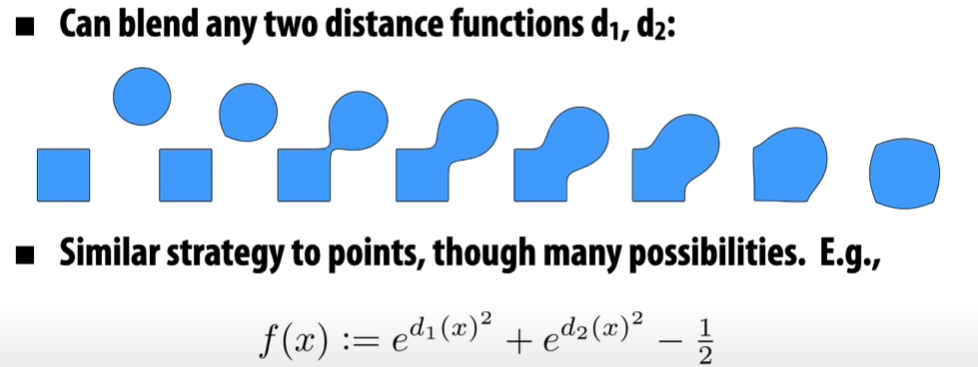 ■ Can blend any two distance functions d₁, d₂:
■ Similar strategy to points, though many possibilities. E.g.,
f(x) := e^{d₁(x)²} + e^{d₂(x)²} − ½